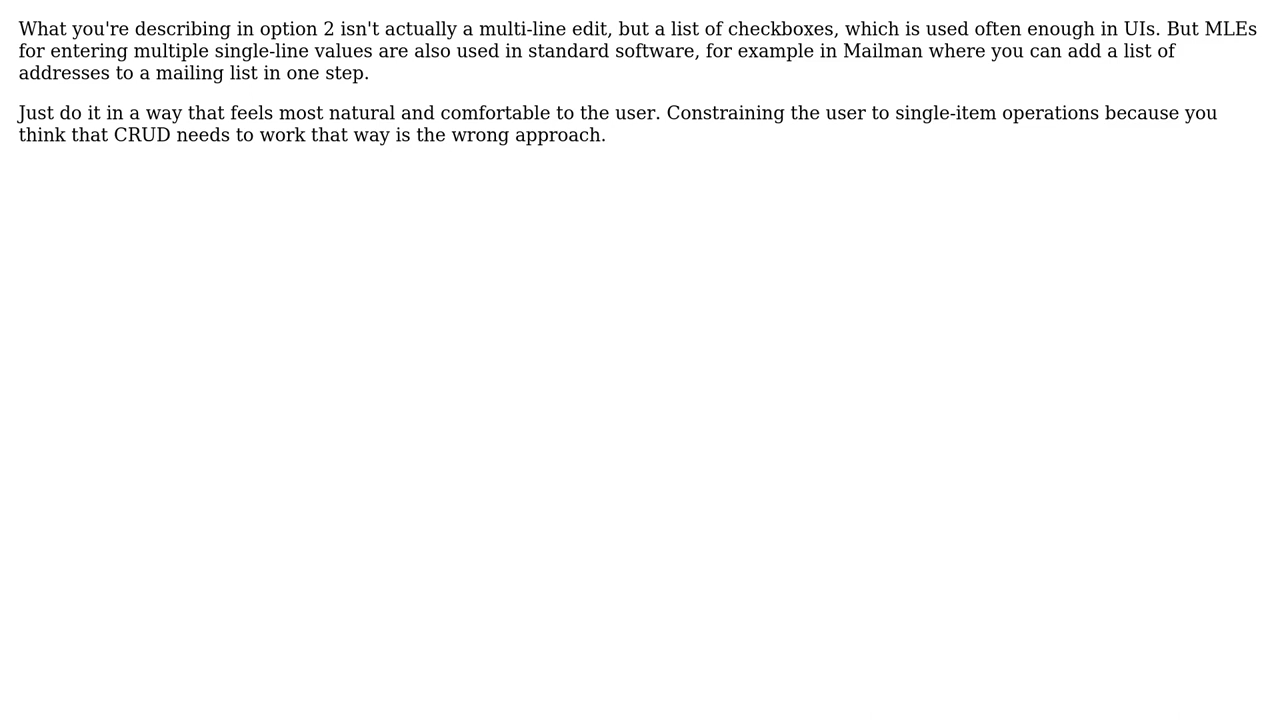 What you're describing in option 2 isn't actually a multi-line edit, but a list of checkboxes, which is used often enough in UIs. But MLEs
for entering multiple single-line values are also used in standard software, for example in Mailman where you can add a list of
addresses to a mailing list in one step.
Just do it in a way that feels most natural and comfortable to the user. Constraining the user to single-item operations because you
think that CRUD needs to work that way is the wrong approach.